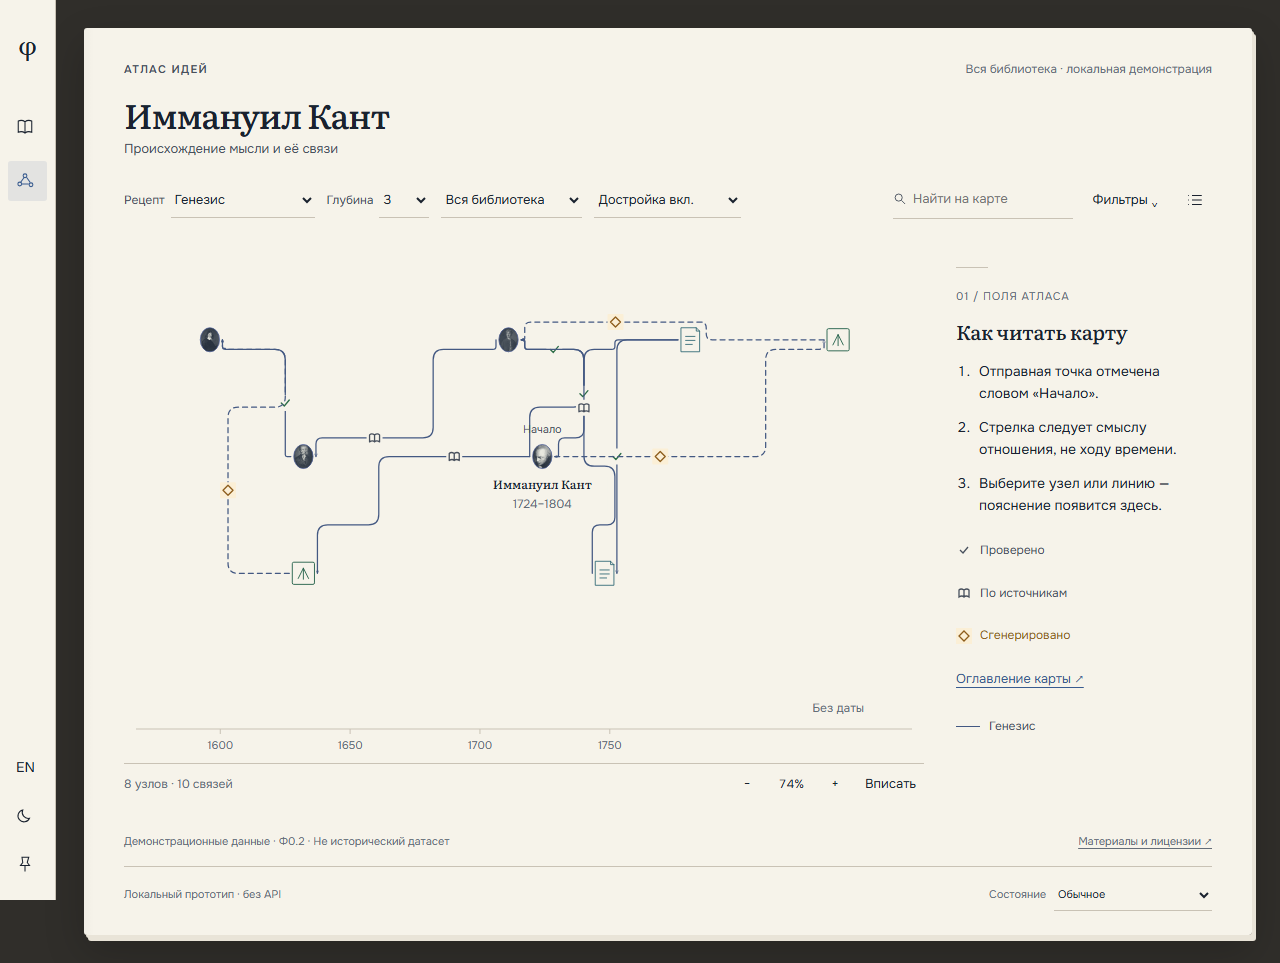 φ
АТЛАС ИДЕЙ
Вся библиотека · локальная демонстрация
Иммануил Кант
Происхождение мысли и её связи
Рецепт Генезис Глубина 3 Вся библиотека Достройка вкл. Найти на карте Фильтры
01 / ПОЛЯ АТЛАСА
Как читать карту
1. Отправная точка отмечена
словом «Начало».
2. Стрелка следует смыслу
отношения, не ходу времени.
3. Выберите узел или линию —
пояснение появится здесь.
Проверено
По источникам
Сгенерировано
Оглавление карты ↗
Генезис
Начало
Иммануил Кант
1724–1804
Без даты
1600 1650 1700 1750
8 узлов · 10 связей
− 74% + Вписать
EN
Демонстрационные данные · Ф0.2 · Не исторический датасет
Материалы и лицензии ↗
Локальный прототип · без API
Состояние Обычное